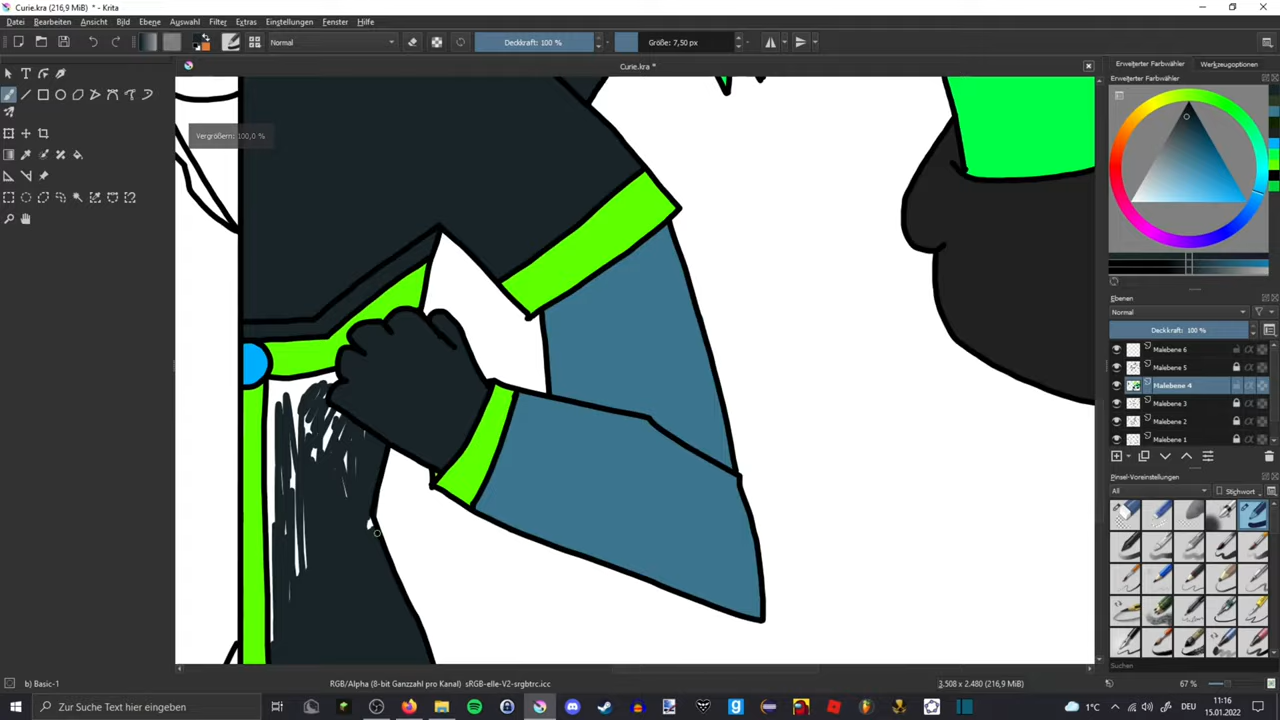 Curie.kra (216,9 MiB) * - Krita
Datei Bearbeiten Ansicht Bild Ebene Auswahl Filter Extras Einstellungen Fenster Hilfe
Normal Deckkraft: 100 % Größe: 7,50 px
Curie.kra *
Erweiterter Farbwähler Werkzeugoptionen
Erweiterter Farbwähler
Vergrößern: 100,0 %
Ebenen
Normal
Deckkraft: 100 %
Malebene 6
Malebene 5
Malebene 4
Malebene 3
Malebene 2
Malebene 1
Pinsel-Voreinstellungen
All Stichwort
Suchen
b) Basic-1 RGB/Alpha (8-bit Ganzzahl pro Kanal) sRGB-elle-V2-srgbtrc.icc 3.508 x 2.480 (216,9 MiB) 67 %
Zur Suche Text hier eingeben 1°C 11:16
15.01.2022